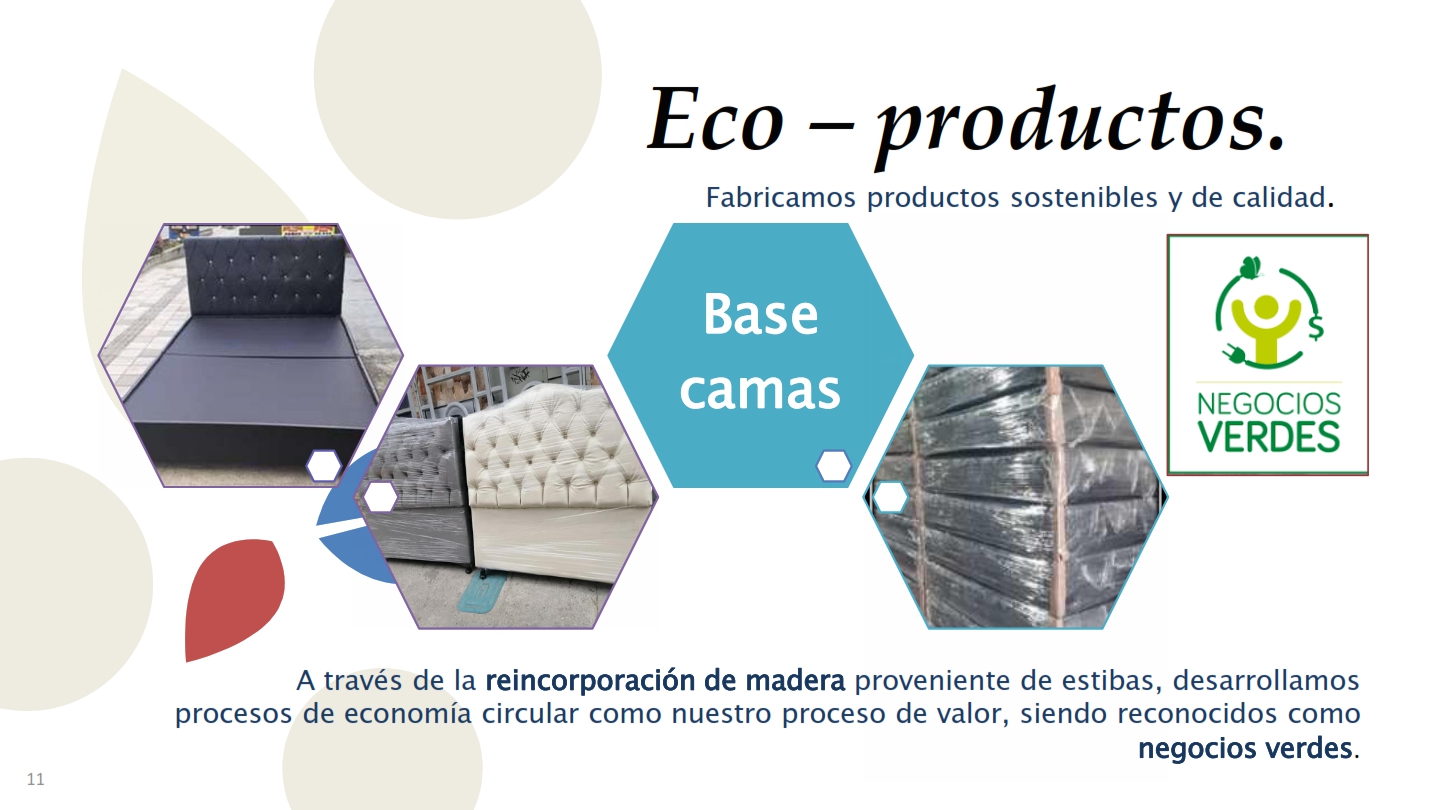 Eco – productos.
Fabricamos productos sostenibles y de calidad.
Base
camas
NEGOCIOS
VERDES
A través de la reincorporación de madera proveniente de estibas, desarrollamos
procesos de economía circular como nuestro proceso de valor, siendo reconocidos como
negocios verdes.
11